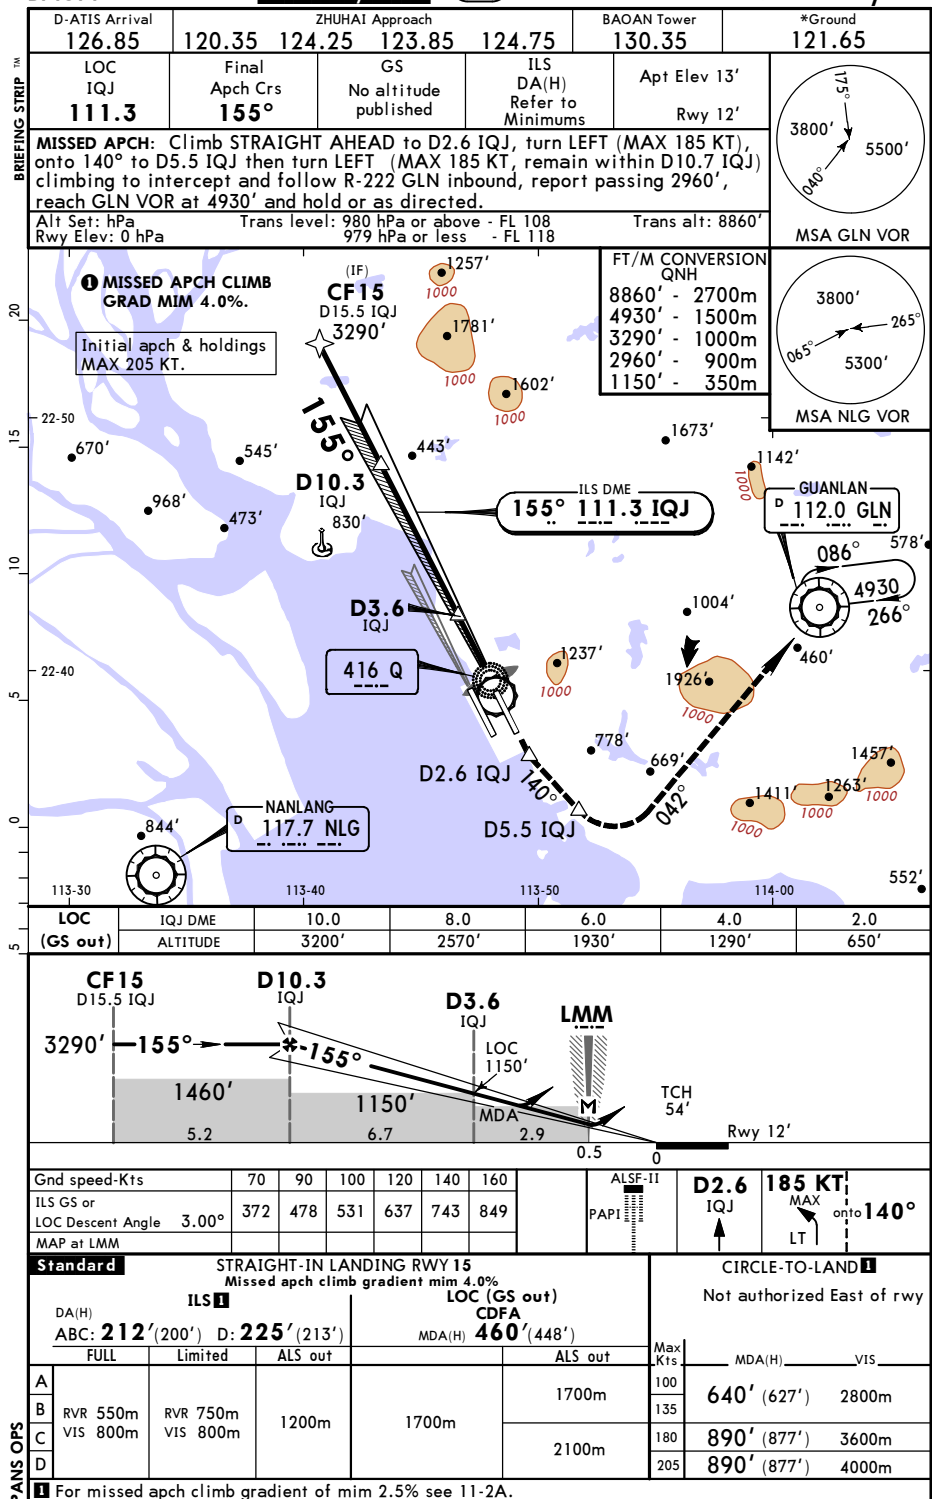 D-ATIS Arrival
126.85
ZHUHAI Approach
120.35 124.25 123.85 124.75
BAOAN Tower
130.35
*Ground
121.65
BRIEFING STRIP TM
LOC
IQJ
111.3
Final
Apch Crs
155°
GS
No altitude
published
ILS
DA(H)
Refer to
Minimums
Apt Elev 13'
Rwy 12'
MISSED APCH: Climb STRAIGHT AHEAD to D2.6 IQJ, turn LEFT (MAX 185 KT),
onto 140° to D5.5 IQJ then turn LEFT (MAX 185 KT, remain within D10.7 IQJ)
climbing to intercept and follow R-222 GLN inbound, report passing 2960',
reach GLN VOR at 4930' and hold or as directed.
Alt Set: hPa Trans level: 980 hPa or above - FL 108 Trans alt: 8860'
Rwy Elev: 0 hPa 979 hPa or less - FL 118
175°
3800'
5500'
040°
MSA GLN VOR
3800'
265°
065°
5300'
MSA NLG VOR
1 MISSED APCH CLIMB
GRAD MIM 4.0%.
Initial apch & holdings
MAX 205 KT.
(IF)
CF15
D15.5 IQJ
3290'
1257'
1000
1781'
1000
1602'
1000
FT/M CONVERSION
QNH
8860' - 2700m
4930' - 1500m
3290' - 1000m
2960' - 900m
1150' - 350m
20
15
10
5
0
5
22-50
155°
670'
545'
443'
1673'
1142'
1000
D10.3
IQJ
968'
473'
830'
ILS DME
155° 111.3 IQJ
GUANLAN
D 112.0 GLN
578'
086°
4930
266°
D3.6
IQJ
1004'
460'
22-40
416 Q
1237'
1000
1926'
1000
778'
669'
D2.6 IQJ
140°
042°
D5.5 IQJ
1457'
1000
1263'
1000
1411'
1000
NANLANG
D 117.7 NLG
844'
552'
113-30
113-40
113-50
114-00
LOC IQJ DME 10.0 8.0 6.0 4.0 2.0
(GS out) ALTITUDE 3200' 2570' 1930' 1290' 650'
CF15
D15.5 IQJ
D10.3
IQJ
D3.6
IQJ
LMM
3290'
155°
155°
LOC
1150'
1460'
1150'
MDA
M
TCH
54'
Rwy 12'
5.2
6.7
2.9
0.5
0
Gnd speed-Kts 70 90 100 120 140 160
ILS GS or
LOC Descent Angle 3.00° 372 478 531 637 743 849
MAP at LMM
ALSF-II
PAPI
D2.6
IQJ
185 KT
MAX
LT
onto 140°
Standard
STRAIGHT-IN LANDING RWY 15
Missed apch climb gradient mim 4.0%
ILS 1
DA(H)
ABC: 212'(200') D: 225'(213')
LOC (GS out)
CDFA
MDA(H) 460'(448')
CIRCLE-TO-LAND 1
Not authorized East of rwy
FULL Limited ALS out ALS out
Max
Kts MDA(H) VIS
A
B
C
D
RVR 550m
VIS 800m
RVR 750m
VIS 800m
1200m
1700m
1700m
2100m
100
135
640' (627') 2800m
180 890' (877') 3600m
205 890' (877') 4000m
PANS OPS
1 For missed apch climb gradient of mim 2.5% see 11-2A.